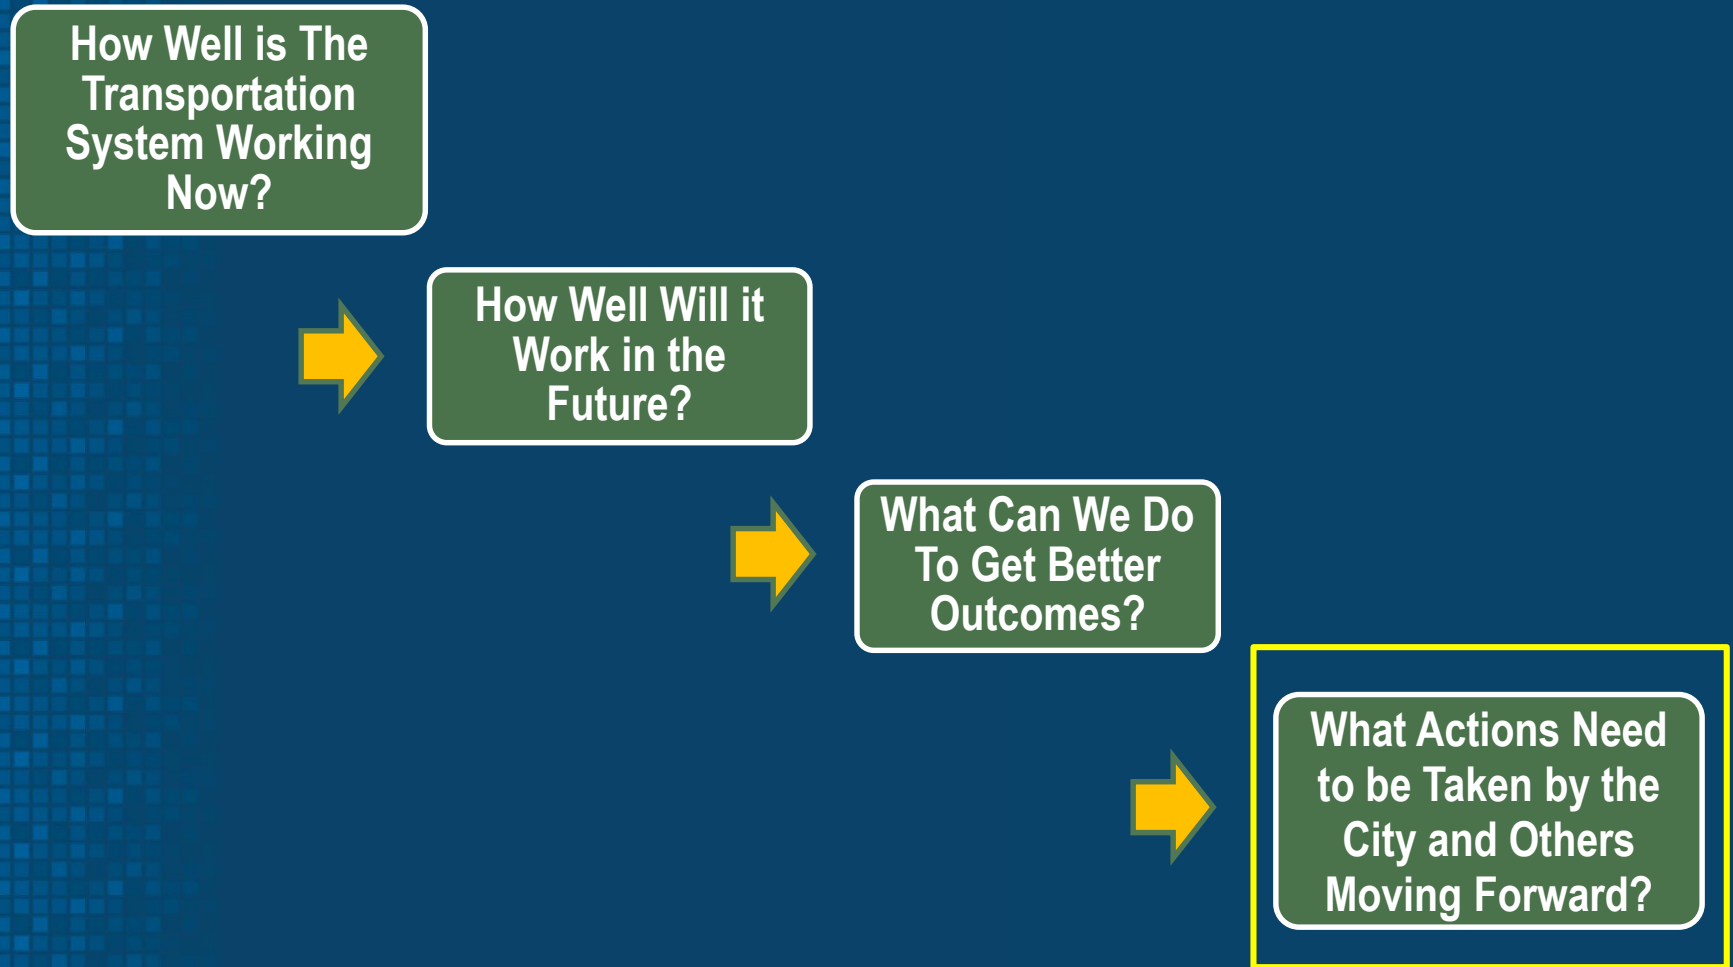 How Well is The
Transportation
System Working
Now?
How Well Will it
Work in the
Future?
What Can We Do
To Get Better
Outcomes?
What Actions Need
to be Taken by the
City and Others
Moving Forward?